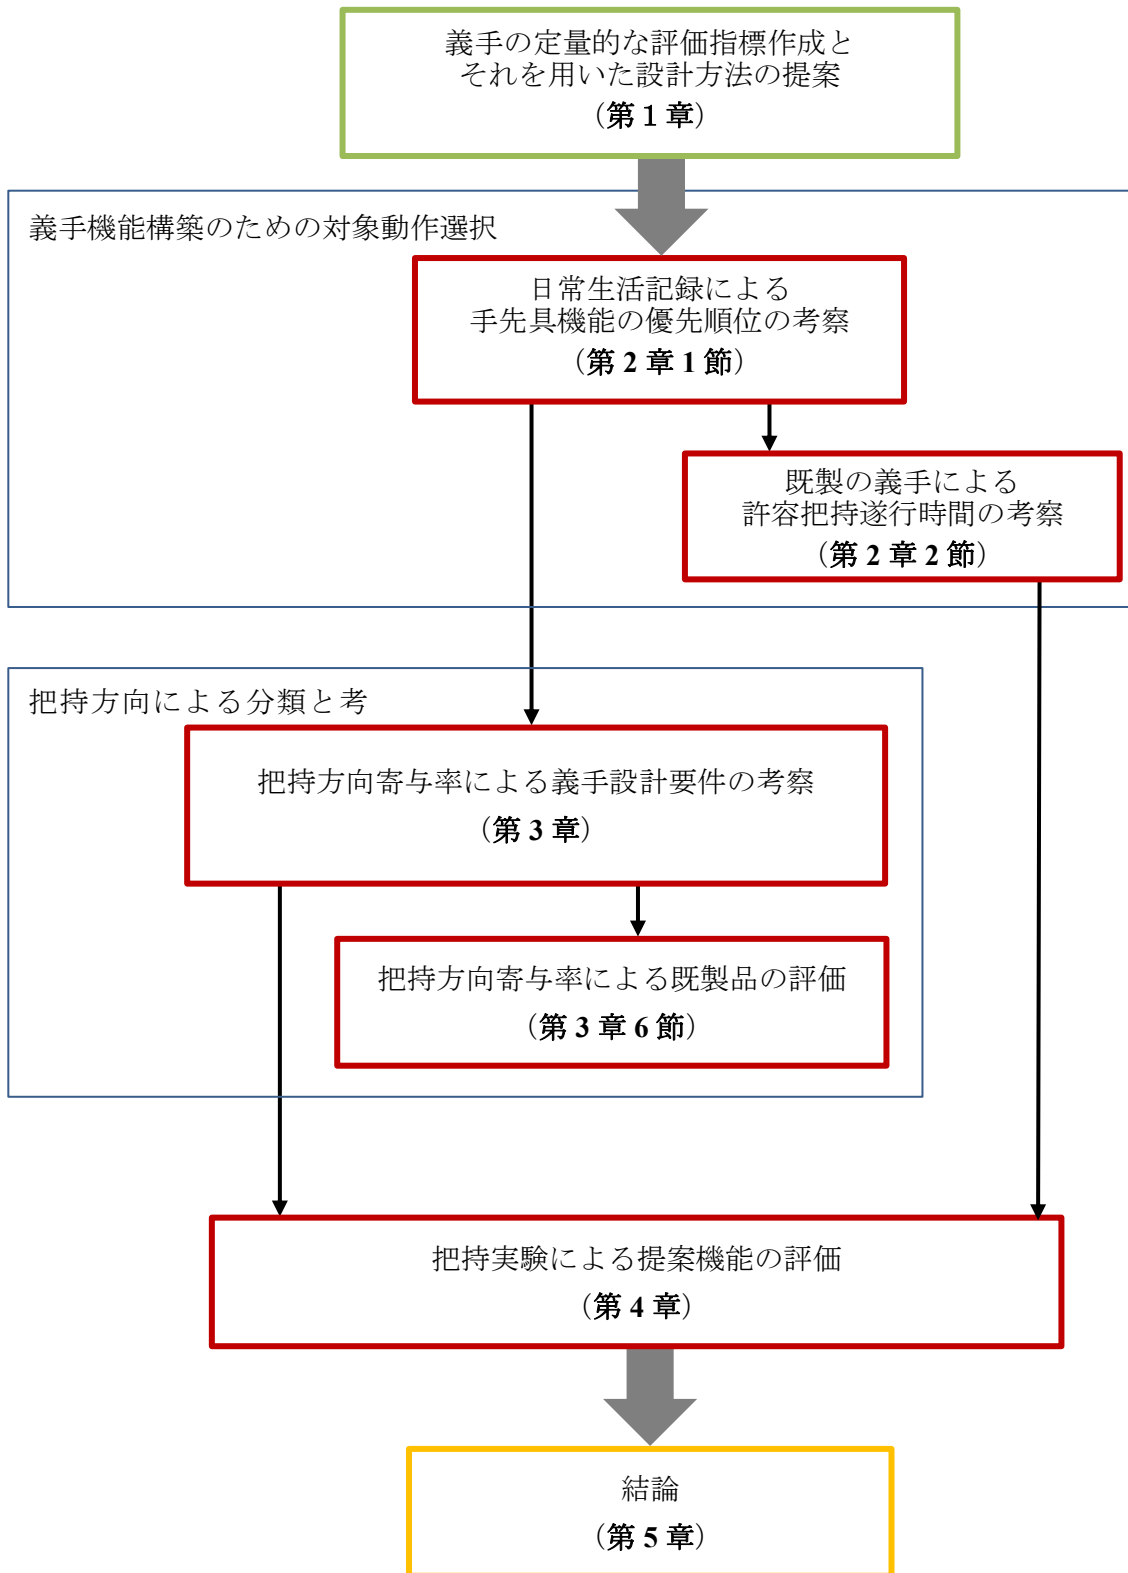 義手の定量的な評価指標作成と
それを用いた設計方法の提案
（第１章）
義手機能構築のための対象動作選択
日常生活記録による
手先具機能の優先順位の考察
（第 2 章 1 節）
既製の義手による
許容把持遂行時間の考察
（第 2 章 2 節）
把持方向による分類と考
把持方向寄与率による義手設計要件の考察
（第 3 章）
把持方向寄与率による既製品の評価
（第 3 章 6 節）
把持実験による提案機能の評価
（第 4 章）
結論
（第 5 章）